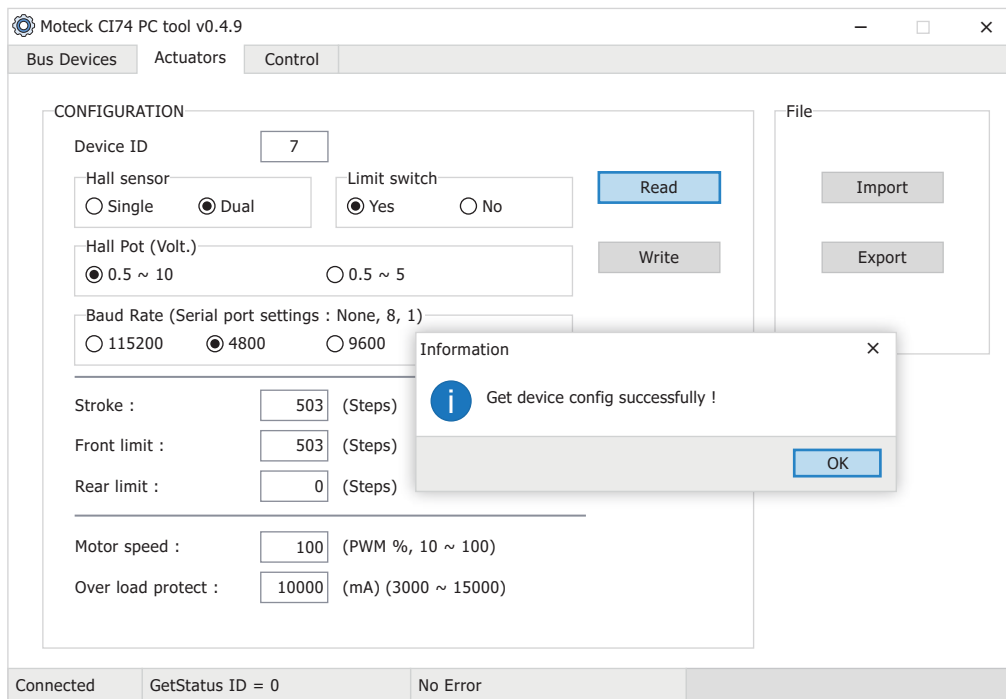 Moteck CI74 PC tool v0.4.9
Bus Devices Actuators Control
CONFIGURATION
Device ID 7
Hall sensor
Single Dual
Limit switch
Yes No
Read
Hall Pot (Volt.)
0.5 ~ 10 0.5 ~ 5
Write
Baud Rate (Serial port settings : None, 8, 1)
115200 4800 9600
Stroke : 503 (Steps)
Front limit : 503 (Steps)
Rear limit : 0 (Steps)
Motor speed : 100 (PWM %, 10 ~ 100)
Over load protect : 10000 (mA) (3000 ~ 15000)
File
Import
Export
Information
Get device config successfully !
OK
Connected GetStatus ID = 0 No Error